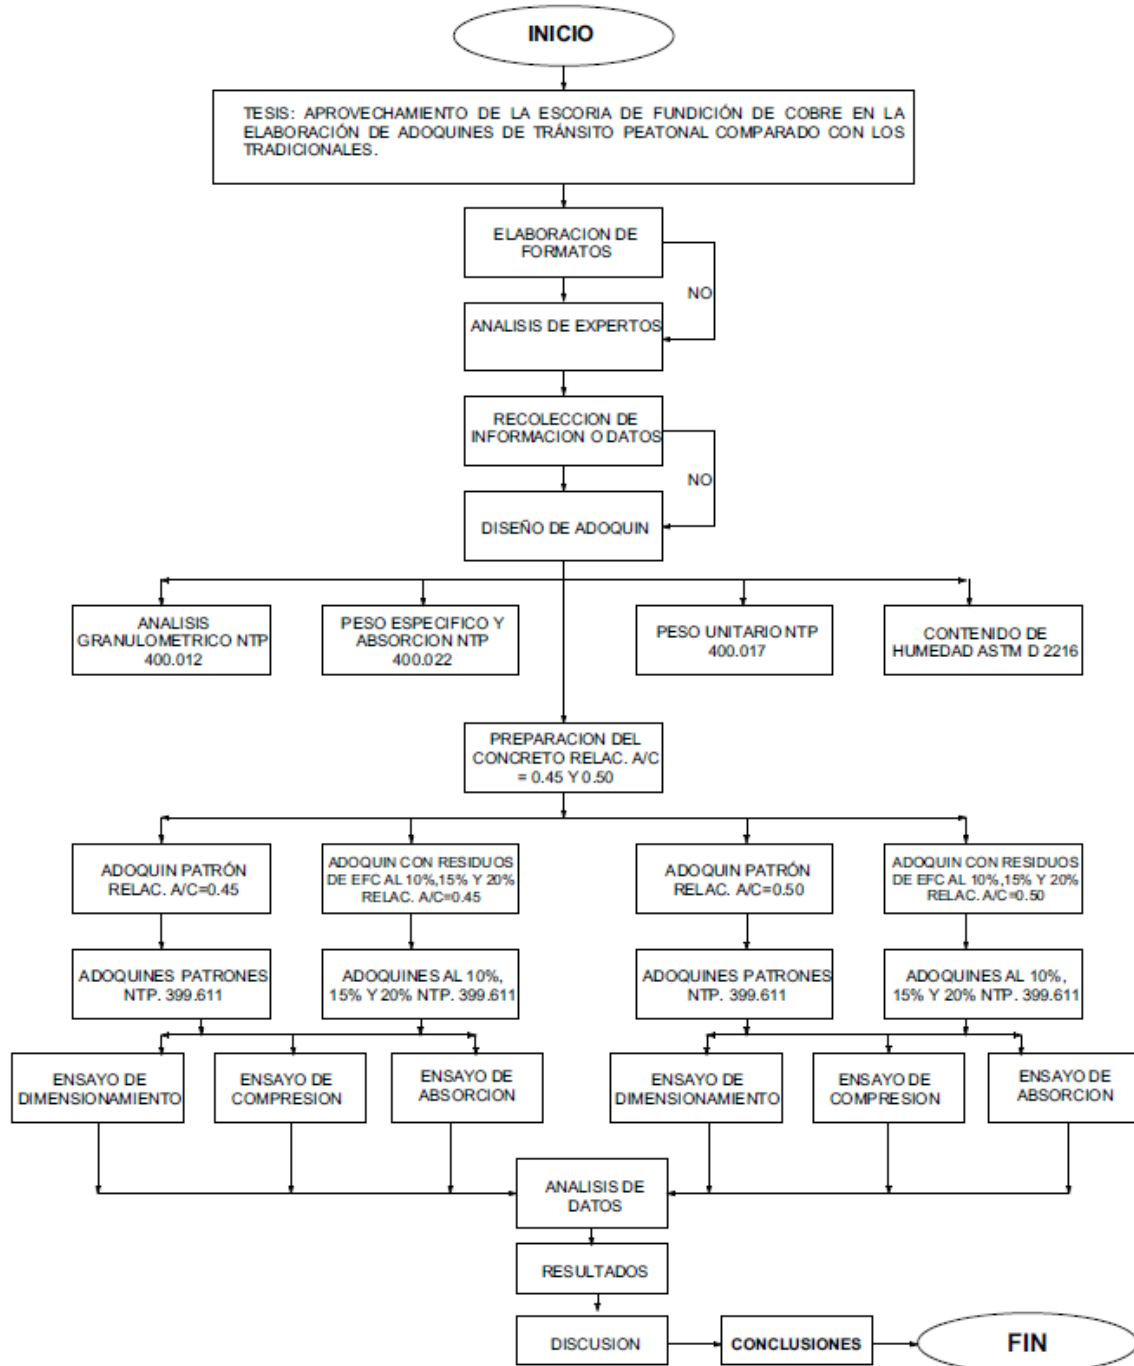 INICIO
TESIS: APROVECHAMIENTO DE LA ESCORIA DE FUNDICIÓN DE COBRE EN LA
ELABORACIÓN DE ADOQUINES DE TRÁNSITO PEATONAL COMPARADO CON LOS
TRADICIONALES.
ELABORACION DE
FORMATOS
NO
ANALISIS DE EXPERTOS
RECOLECCION DE
INFORMACION O DATOS
NO
DISEÑO DE ADOQUIN
ANALISIS
GRANULOMETRICO NTP
400.012
PESO ESPECIFICO Y
ABSORCION NTP
400.022
PESO UNITARIO NTP
400.017
CONTENIDO DE
HUMEDAD ASTM D 2216
PREPARACION DEL
CONCRETO RELAC. A/C
= 0.45 Y 0.50
ADOQUIN PATRÓN
RELAC. A/C=0.45
ADOQUIN CON RESIDUOS
DE EFC AL 10%,15% Y 20%
RELAC. A/C=0.45
ADOQUIN PATRÓN
RELAC. A/C=0.50
ADOQUIN CON RESIDUOS
DE EFC AL 10%,15% Y 20%
RELAC. A/C=0.50
ADOQUINES PATRONES
NTP. 399.611
ADOQUINES AL 10%,
15% Y 20% NTP. 399.611
ADOQUINES PATRONES
NTP. 399.611
ADOQUINES AL 10%,
15% Y 20% NTP. 399.611
ENSAYO DE
DIMENSIONAMIENTO
ENSAYO DE
COMPRESION
ENSAYO DE
ABSORCION
ENSAYO DE
DIMENSIONAMIENTO
ENSAYO DE
COMPRESION
ENSAYO DE
ABSORCION
ANALISIS DE
DATOS
RESULTADOS
DISCUSION
CONCLUSIONES
FIN